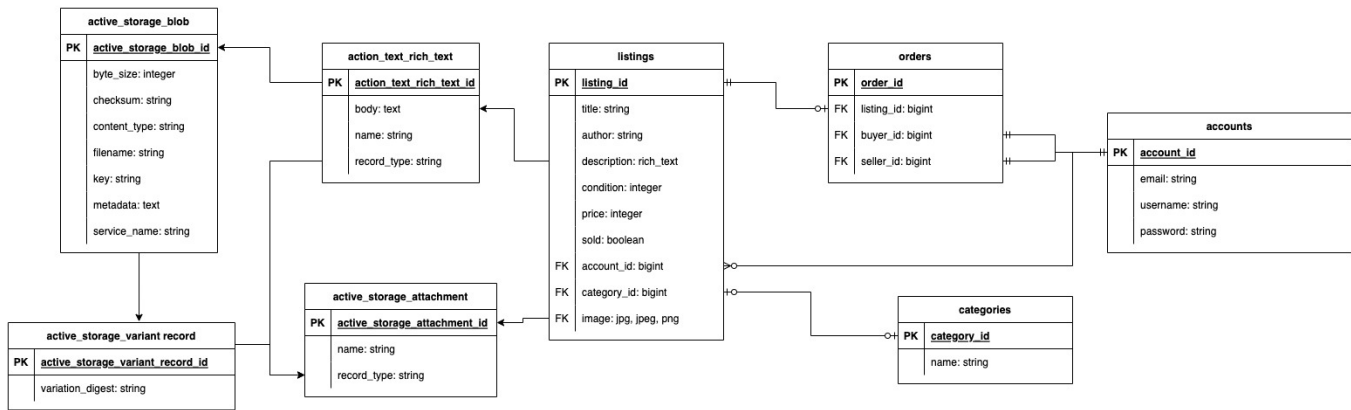 active_storage_blob
PK active_storage_blob_id
byte_size: integer
checksum: string
content_type: string
filename: string
key: string
metadata: text
service_name: string
action_text_rich_text
PK action_text_rich_text_id
body: text
name: string
record_type: string
listings
PK listing_id
title: string
author: string
description: rich_text
condition: integer
price: integer
sold: boolean
FK account_id: bigint
FK category_id: bigint
FK image: jpg, jpeg, png
orders
PK order_id
FK listing_id: bigint
FK buyer_id: bigint
FK seller_id: bigint
accounts
PK account_id
email: string
username: string
password: string
active_storage_variant record
PK active_storage_variant_record_id
variation_digest: string
active_storage_attachment
PK active_storage_attachment_id
name: string
record_type: string
categories
PK category_id
name: string